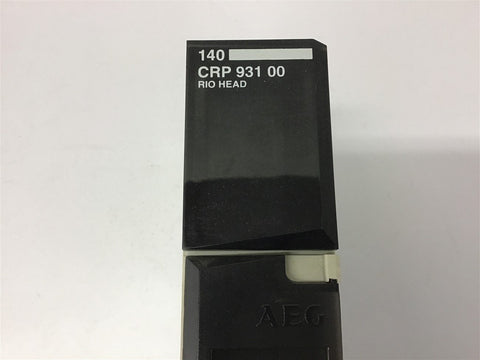 140
CRP 931 00
RIO HEAD
AEG